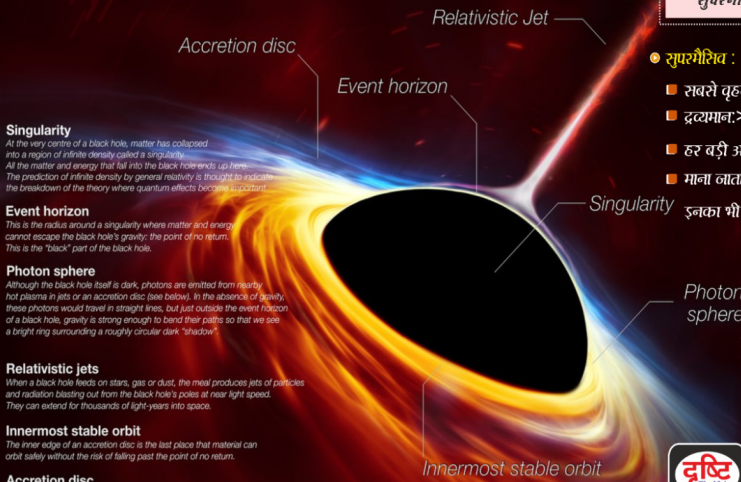 Relativistic Jet
Accretion disc
Event horizon
सुपरमैसिव :
सबसे
द्रव्यमान:>
हर बड़ी
माना
इनका भी
Singularity
At the very centre of a black hole, matter has collapsed
into a region of infinite density called a singularity.
All the matter and energy that fall into the black hole ends up here.
The prediction of infinite density by general relativity is thought to indicate
the breakdown of the theory where quantum effects become important.
Event horizon
This is the radius around a singularity where matter and energy
cannot escape the black hole's gravity: the point of no return.
This is the "black" part of the black hole.
Singularity
Photon sphere
Although the black hole itself is dark, photons are emitted from nearby
hot plasma in jets or an accretion disc (see below). In the absence of gravity,
these photons would travel in straight lines, but just outside the event horizon
of a black hole, gravity is strong enough to bend their paths so that we see
a bright ring surrounding a roughly circular dark "shadow".
Photon
sphere
Relativistic jets
When a black hole feeds on stars, gas or dust, the meal produces jets of particles
and radiation blasting out from the black hole's poles at near light speed.
They can extend for thousands of light-years into space.
Innermost stable orbit
The inner edge of an accretion disc is the last place that material can
orbit safely without the risk of falling past the point of no return.
Innermost stable orbit
Accretion disc
दृष्टि